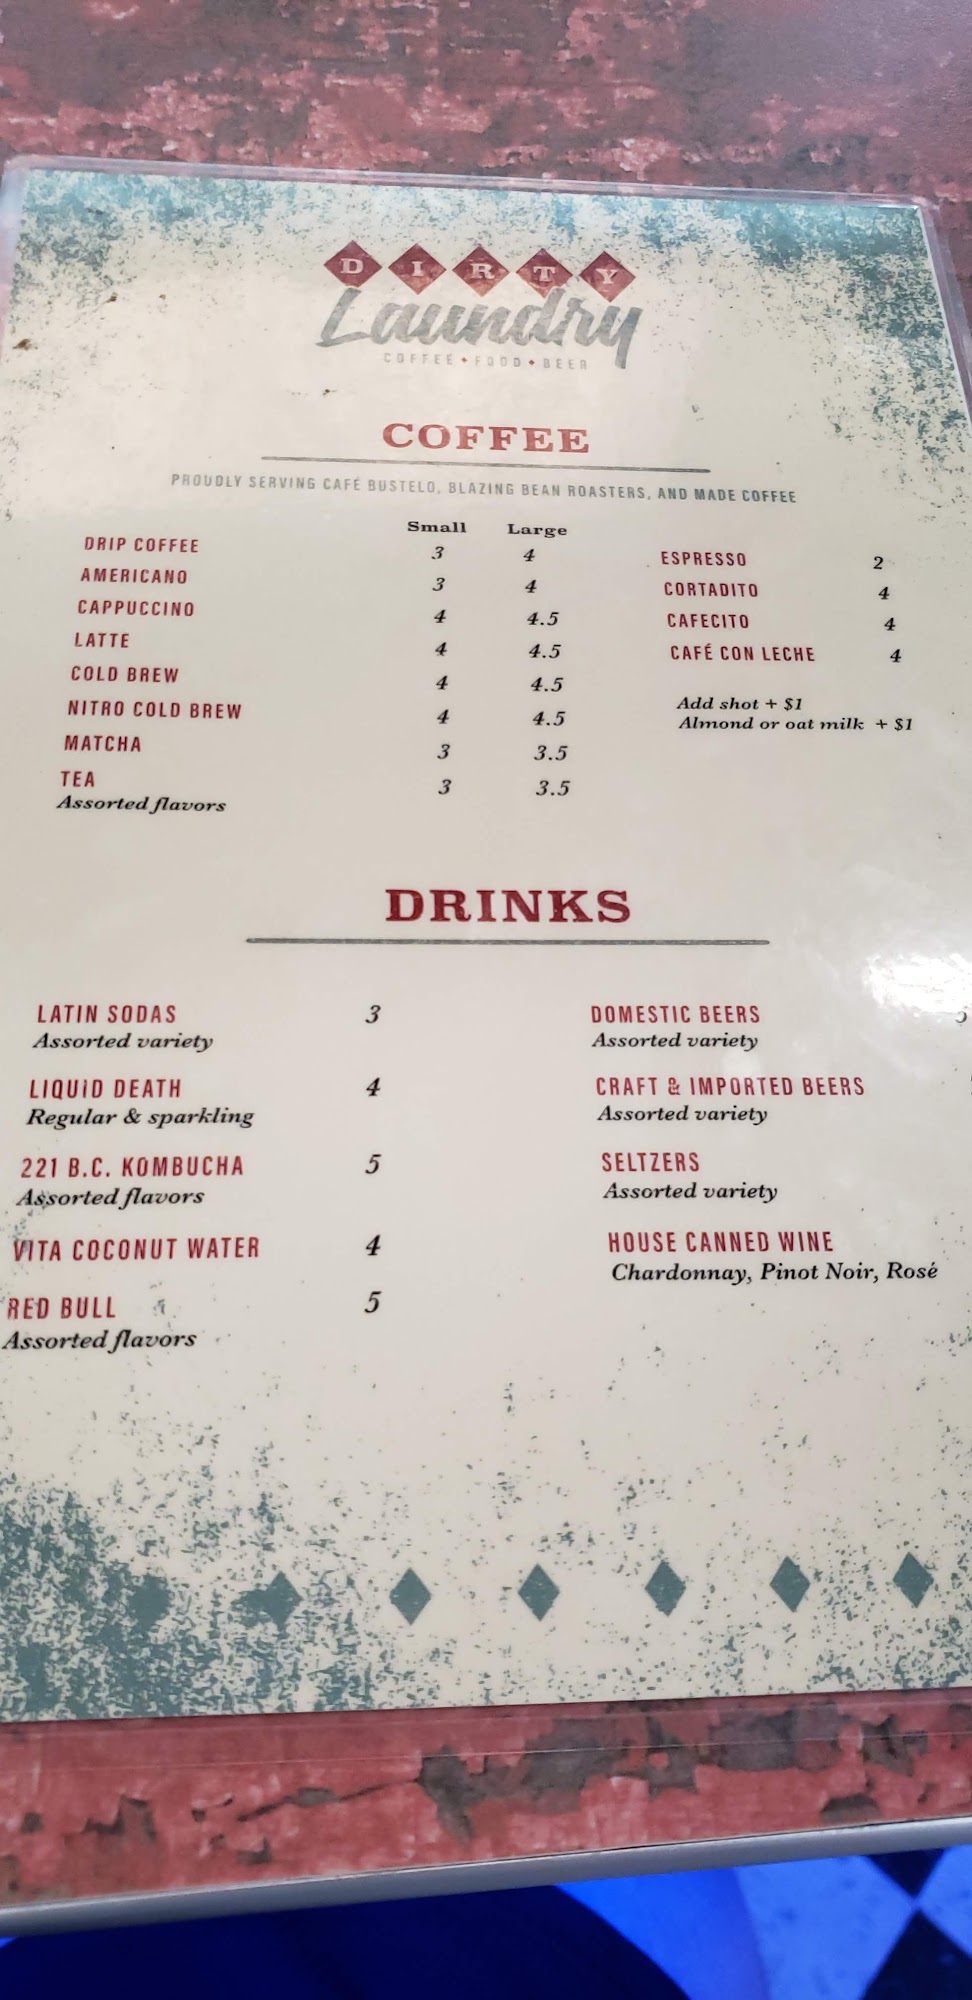 DIRTY
Laundry
COFFEE • FOOD • BEER
COFFEE
PROUDLY SERVING CAFÉ BUSTELO, BLAZING BEAN ROASTERS, AND MADE COFFEE
Small Large
DRIP COFFEE 3 4
AMERICANO 3 4
CAPPUCCINO 4 4.5
LATTE 4 4.5
COLD BREW 4 4.5
NITRO COLD BREW 4 4.5
MATCHA 3 3.5
TEA 3 3.5
Assorted flavors
ESPRESSO 2
CORTADITO 4
CAFECITO 4
CAFÉ CON LECHE 4
Add shot + $1
Almond or oat milk + $1
DRINKS
LATIN SODAS 3
Assorted variety
LIQUID DEATH 4
Regular & sparkling
221 B.C. KOMBUCHA 5
Assorted flavors
VITA COCONUT WATER 4
RED BULL 5
Assorted flavors
DOMESTIC BEERS
Assorted variety
CRAFT & IMPORTED BEERS
Assorted variety
SELTZERS
Assorted variety
HOUSE CANNED WINE
Chardonnay, Pinot Noir, Rosé